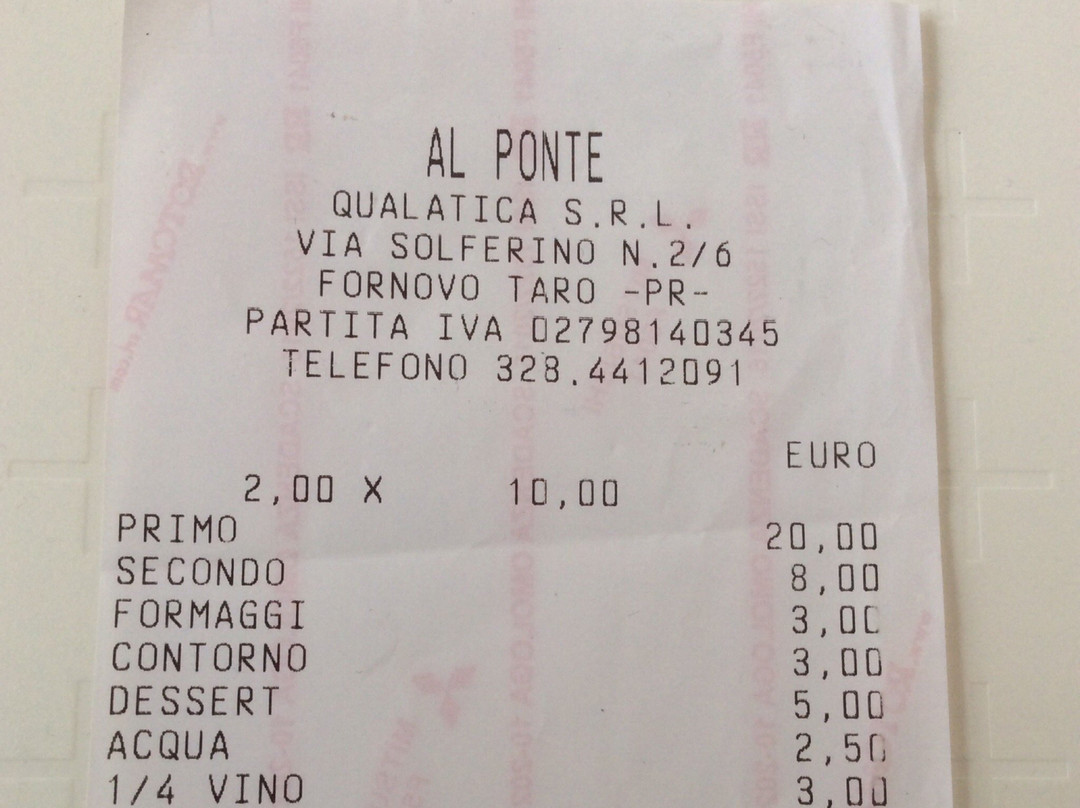 AL PONTE
QUALATICA S.R.L.
VIA SOLFERINO N.2/6
FORNOVO TARO -PR-
PARTITA IVA 02798140345
TELEFONO 328.4412091
EURO
2,00 X 10,00
PRIMO 20,00
SECONDO 8,00
FORMAGGI 3,00
CONTORNO 3,00
DESSERT 5,00
ACQUA 2,50
1/4 VINO 3,00